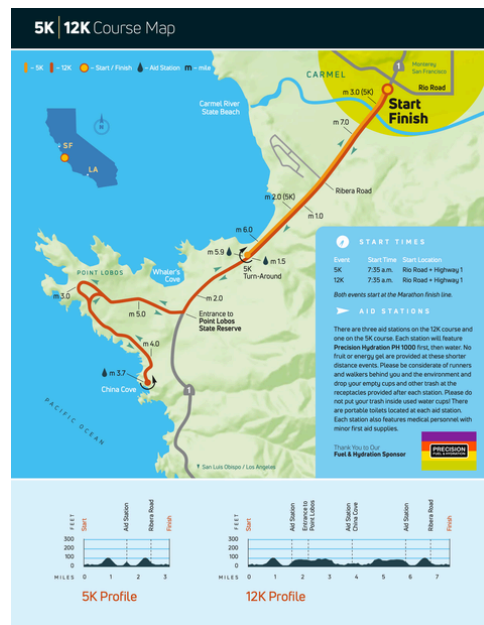 5K | 12K Course Map
- 5K - 12K - Start / Finish - Aid Station m - mile
CARMEL
1
Monterey
San Francisco
Rio Road
m 3.0 (5K)
Start
Finish
Carmel River
State Beach
m 7.0
SF
LA
Ribera Road
m 2.0 (5K)
m 1.0
m 6.0
m 5.9
m 1.5
5K
Turn-Around
POINT LOBOS
Whaler's
Cove
m 3.0
m 2.0
m 5.0
Entrance to
Point Lobos
State Reserve
m 4.0
m 3.7
China Cove
1
PACIFIC OCEAN
San Luis Obispo / Los Angeles
START TIMES
Event Start Time Start Location
5K 7:35 a.m. Rio Road + Highway 1
12K 7:35 a.m. Rio Road + Highway 1
Both events start at the Marathon finish line.
AID STATIONS
There are three aid stations on the 12K course and
one on the 5K course. Each station will feature
Precision Hydration PH 1000 first, then water. No
fruit or energy gel are provided at these shorter
distance events. Please be considerate of runners
and walkers behind you and the environment and
drop your empty cups and other trash at the
receptacles provided after each station. Please do
not put your trash inside used water cups! There
are portable toilets located at each aid station.
Each station also features medical personnel with
minor first aid supplies.
Thank You to Our
Fuel & Hydration Sponsor
PRECISION
FUEL & HYDRATION
FEET
300
200
100
0
Start
Aid Station
Ribera Road
Finish
MILES 0 1 2 3
5K Profile
FEET
300
200
100
0
Start
Aid Station
Entrance to
Point Lobos
Aid Station
China Cove
Aid Station
Ribera Road
Finish
MILES 0 1 2 3 4 5 6 7
12K Profile